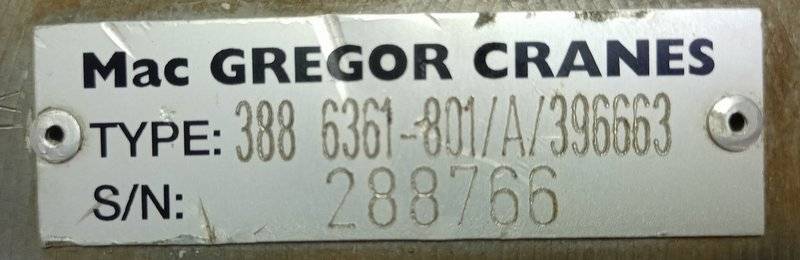 Mac GREGOR CRANES
TYPE: 388 6361-801/A/396663
S/N: 288766